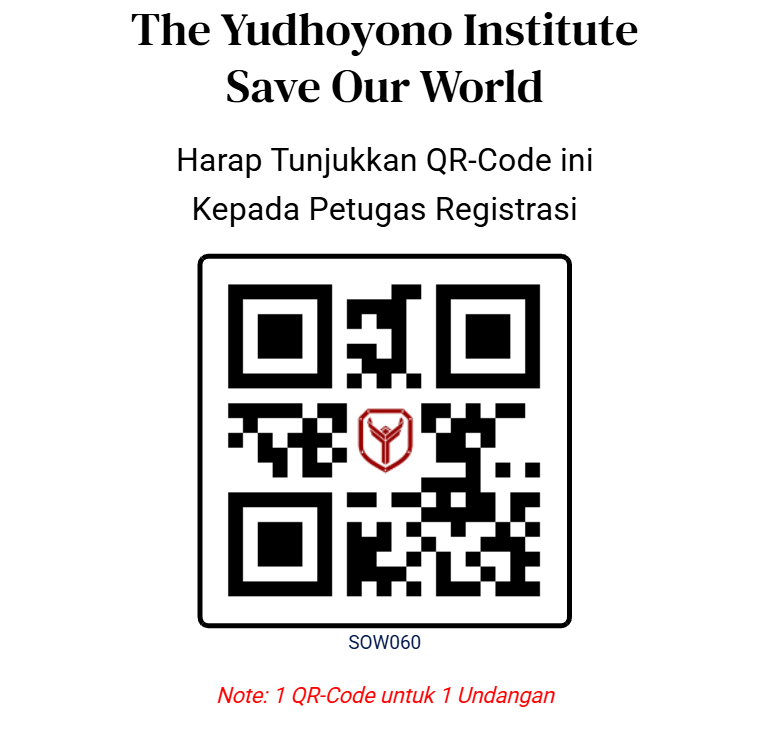 The Yudhoyono Institute
Save Our World
Harap Tunjukkan QR-Code ini
Kepada Petugas Registrasi
SOW060
Note: 1 QR-Code untuk 1 Undangan